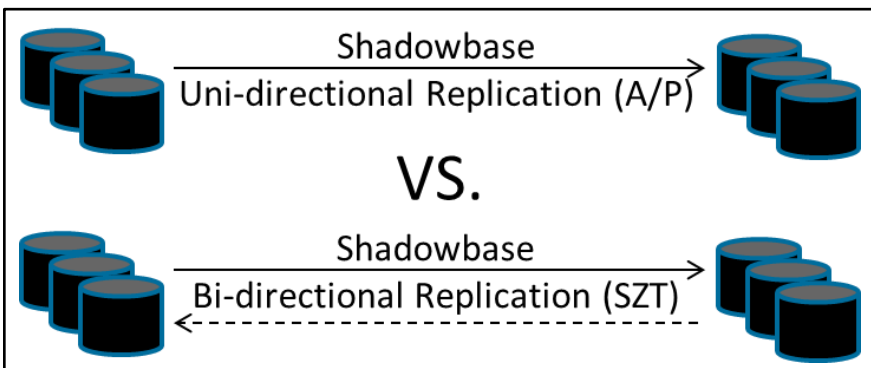 Shadowbase
Uni-directional Replication (A/P)
VS.
Shadowbase
Bi-directional Replication (SZT)